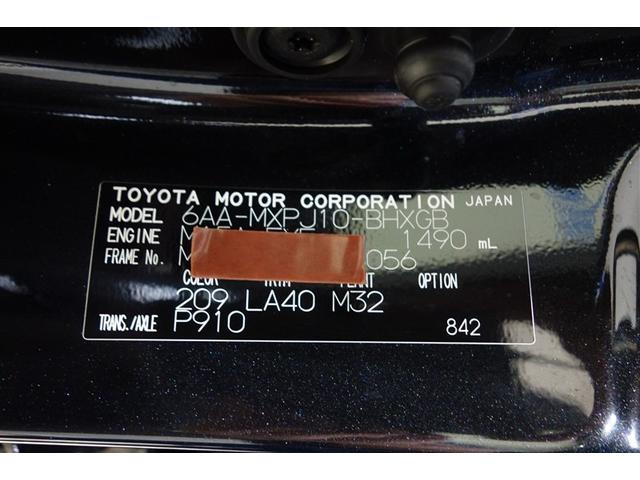 TOYOTA MOTOR CORPORATION JAPAN
MODEL 6AA-MXPJ10-BHXGB
ENGINE 1490 mL
FRAME No. 056
COLOR TRIM PLANT OPTION
209 LA40 M32
TRANS./AXLE P910 842